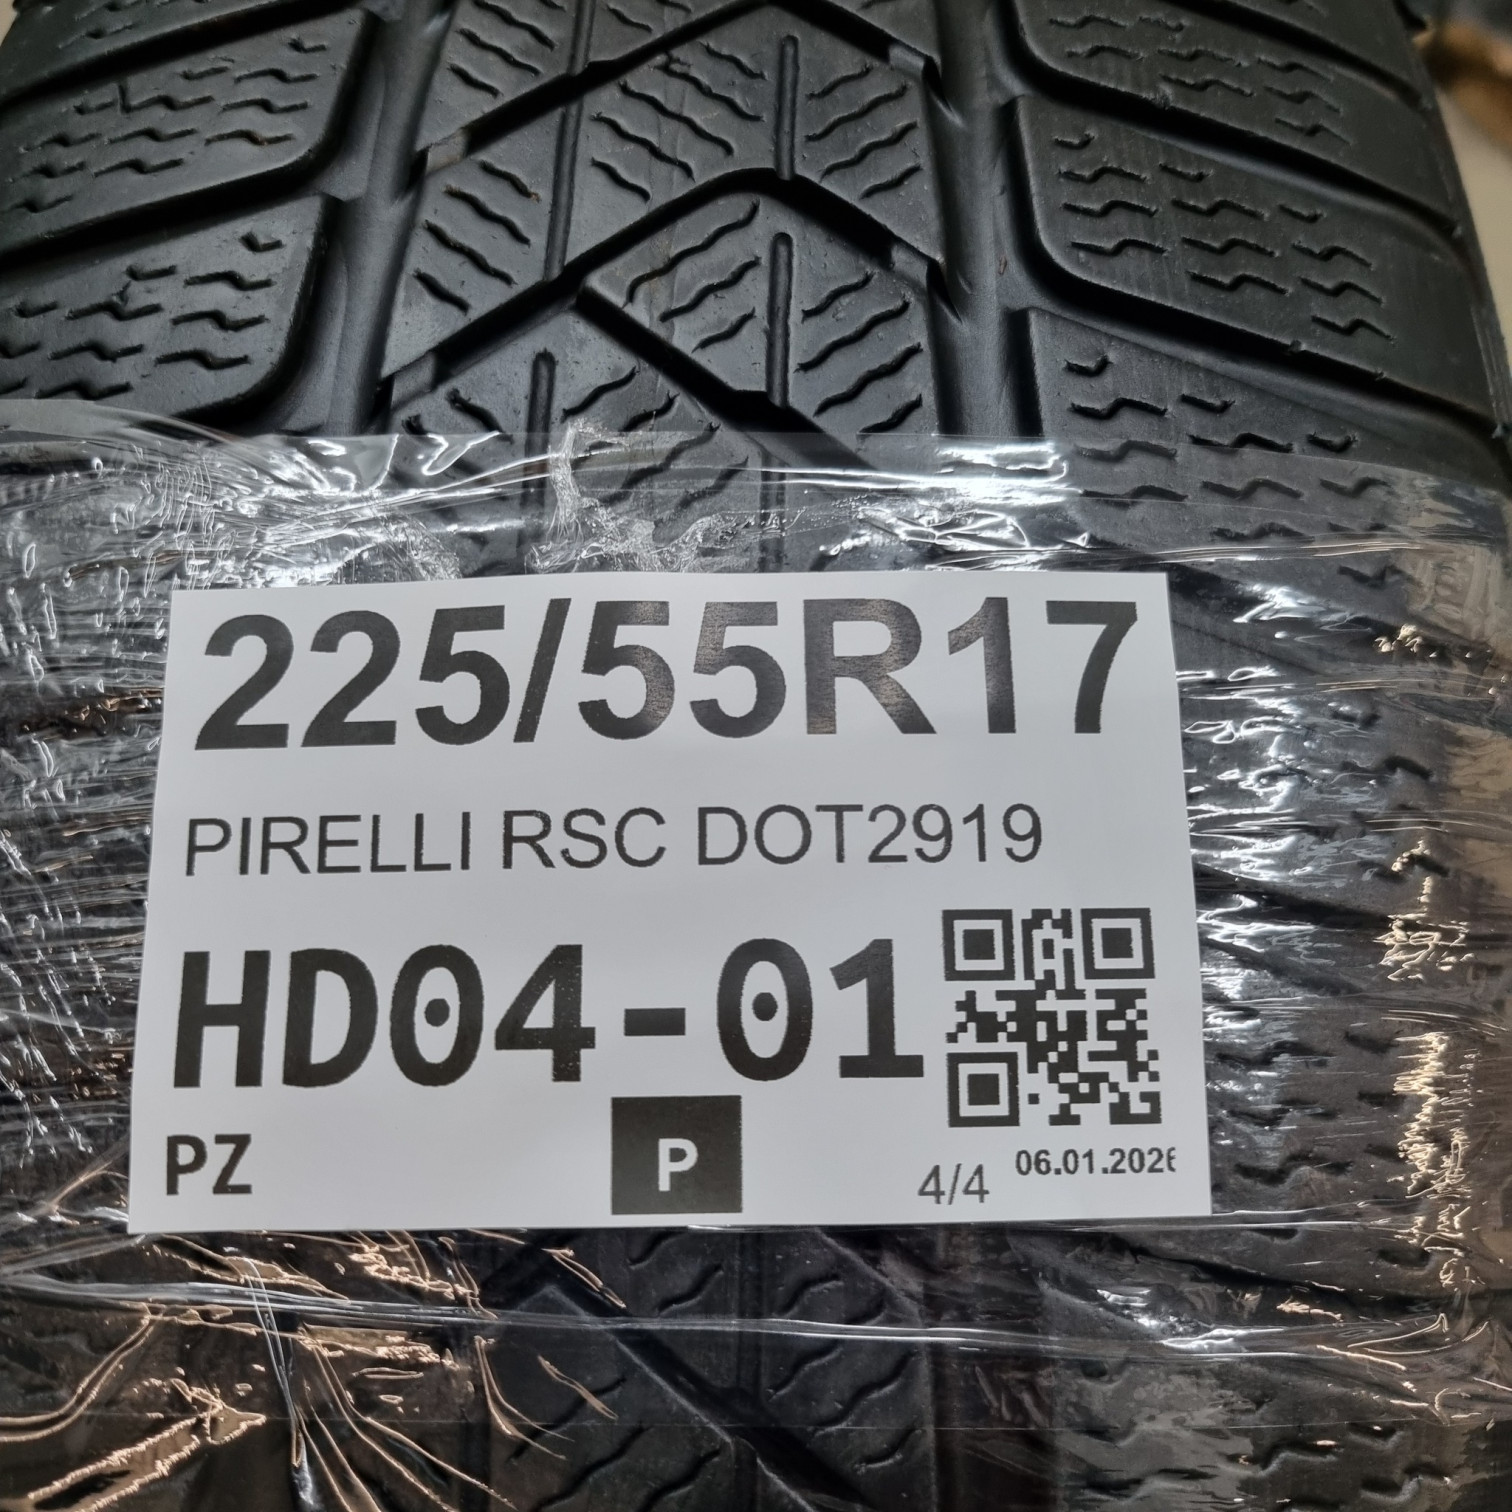 225/55R17
PIRELLI RSC DOT2919
HD04-01
PZ
P
4/4
06.01.2026